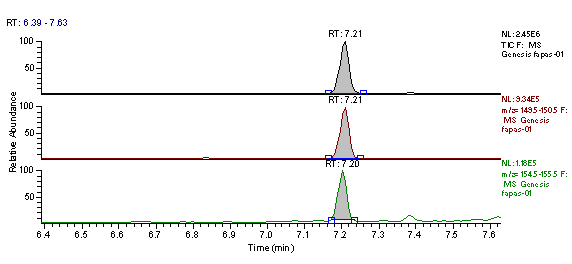 RT: 6.39 - 7.63
RT: 7.21
NL: 2.45E6
TIC F: MS
Genesis fapas-01
100
50
RT: 7.21
NL: 9.34E5
m/z= 149.5-150.5 F:
MS Genesis
fapas-01
100
50
Relative Abundance
RT: 7.20
NL: 1.18E5
m/z= 154.5-155.5 F:
MS Genesis
fapas-01
100
50
6.4 6.5 6.6 6.7 6.8 6.9 7.0 7.1 7.2 7.3 7.4 7.5 7.6
Time (min)